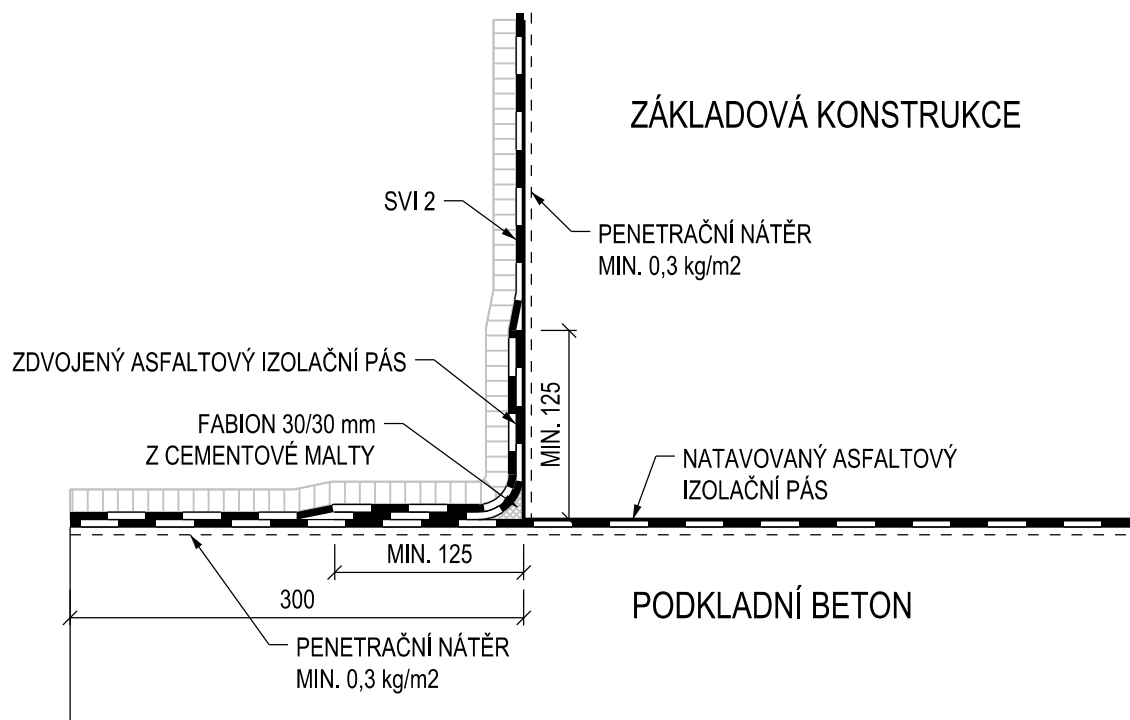 ZÁKLADOVÁ KONSTRUKCE
SVI 2
PENETRAČNÍ NÁTĚR
MIN. 0,3 kg/m2
ZDVOJENÝ ASFALTOVÝ IZOLAČNÍ PÁS
MIN. 125
FABION 30/30 mm
Z CEMENTOVÉ MALTY
NATAVOVANÝ ASFALTOVÝ
IZOLAČNÍ PÁS
MIN. 125
300
PODKLADNÍ BETON
PENETRAČNÍ NÁTĚR
MIN. 0,3 kg/m2